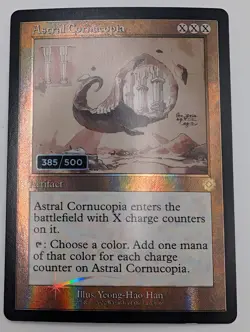 Astral Cornucopia XXX
385/500
Artifact
Astral Cornucopia enters the
battlefield with X charge counters
on it.
: Choose a color. Add one mana
of that color for each charge
counter on Astral Cornucopia.
Illus. Yeong-Hao Han